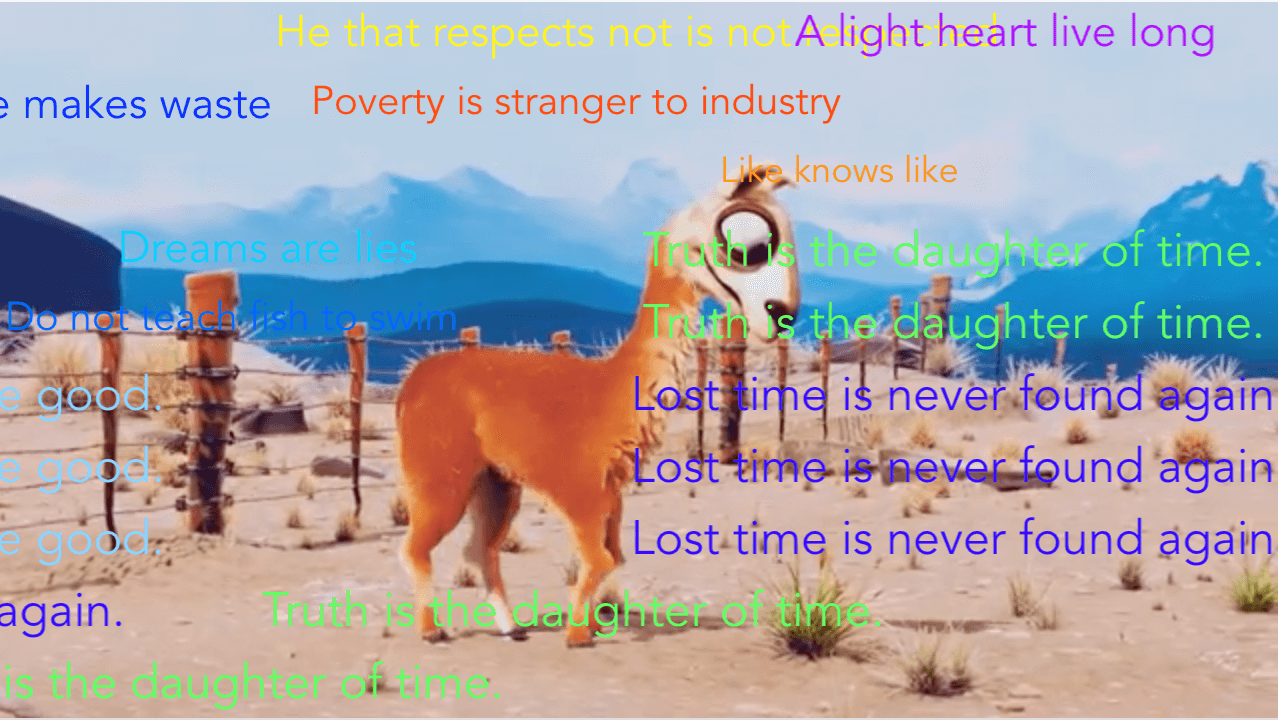 He that respects not is not respected
A light heart live long
e makes waste
Poverty is stranger to industry
Like knows like
Dreams are lies
Truth is the daughter of time.
Do not teach fish to swim
Truth is the daughter of time.
e good.
Lost time is never found again
e good.
Lost time is never found again
e good.
Lost time is never found again
again.
Truth is the daughter of time.
is the daughter of time.